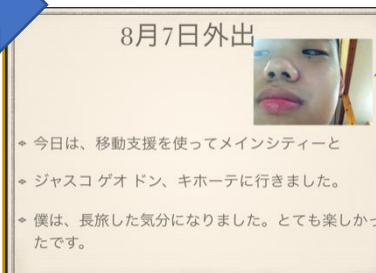 8月7日外出
今日は、移動支援を使ってメインシティーと
ジャスコ ゲオ ドン、キホーテに行きました。
僕は、長旅した気分になりました。とても楽しかっ
たです。